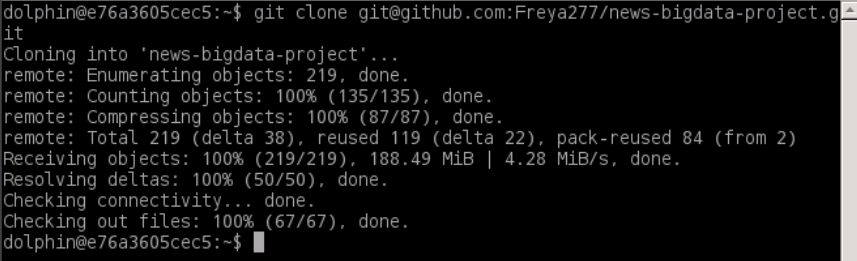 dolphin@e76a3605cec5:~$ git clone git@github.com:Freya277/news-bigdata-project.g
it
Cloning into 'news-bigdata-project'...
remote: Enumerating objects: 219, done.
remote: Counting objects: 100% (135/135), done.
remote: Compressing objects: 100% (87/87), done.
remote: Total 219 (delta 38), reused 119 (delta 22), pack-reused 84 (from 2)
Receiving objects: 100% (219/219), 188.49 MiB | 4.28 MiB/s, done.
Resolving deltas: 100% (50/50), done.
Checking connectivity... done.
Checking out files: 100% (67/67), done.
dolphin@e76a3605cec5:~$